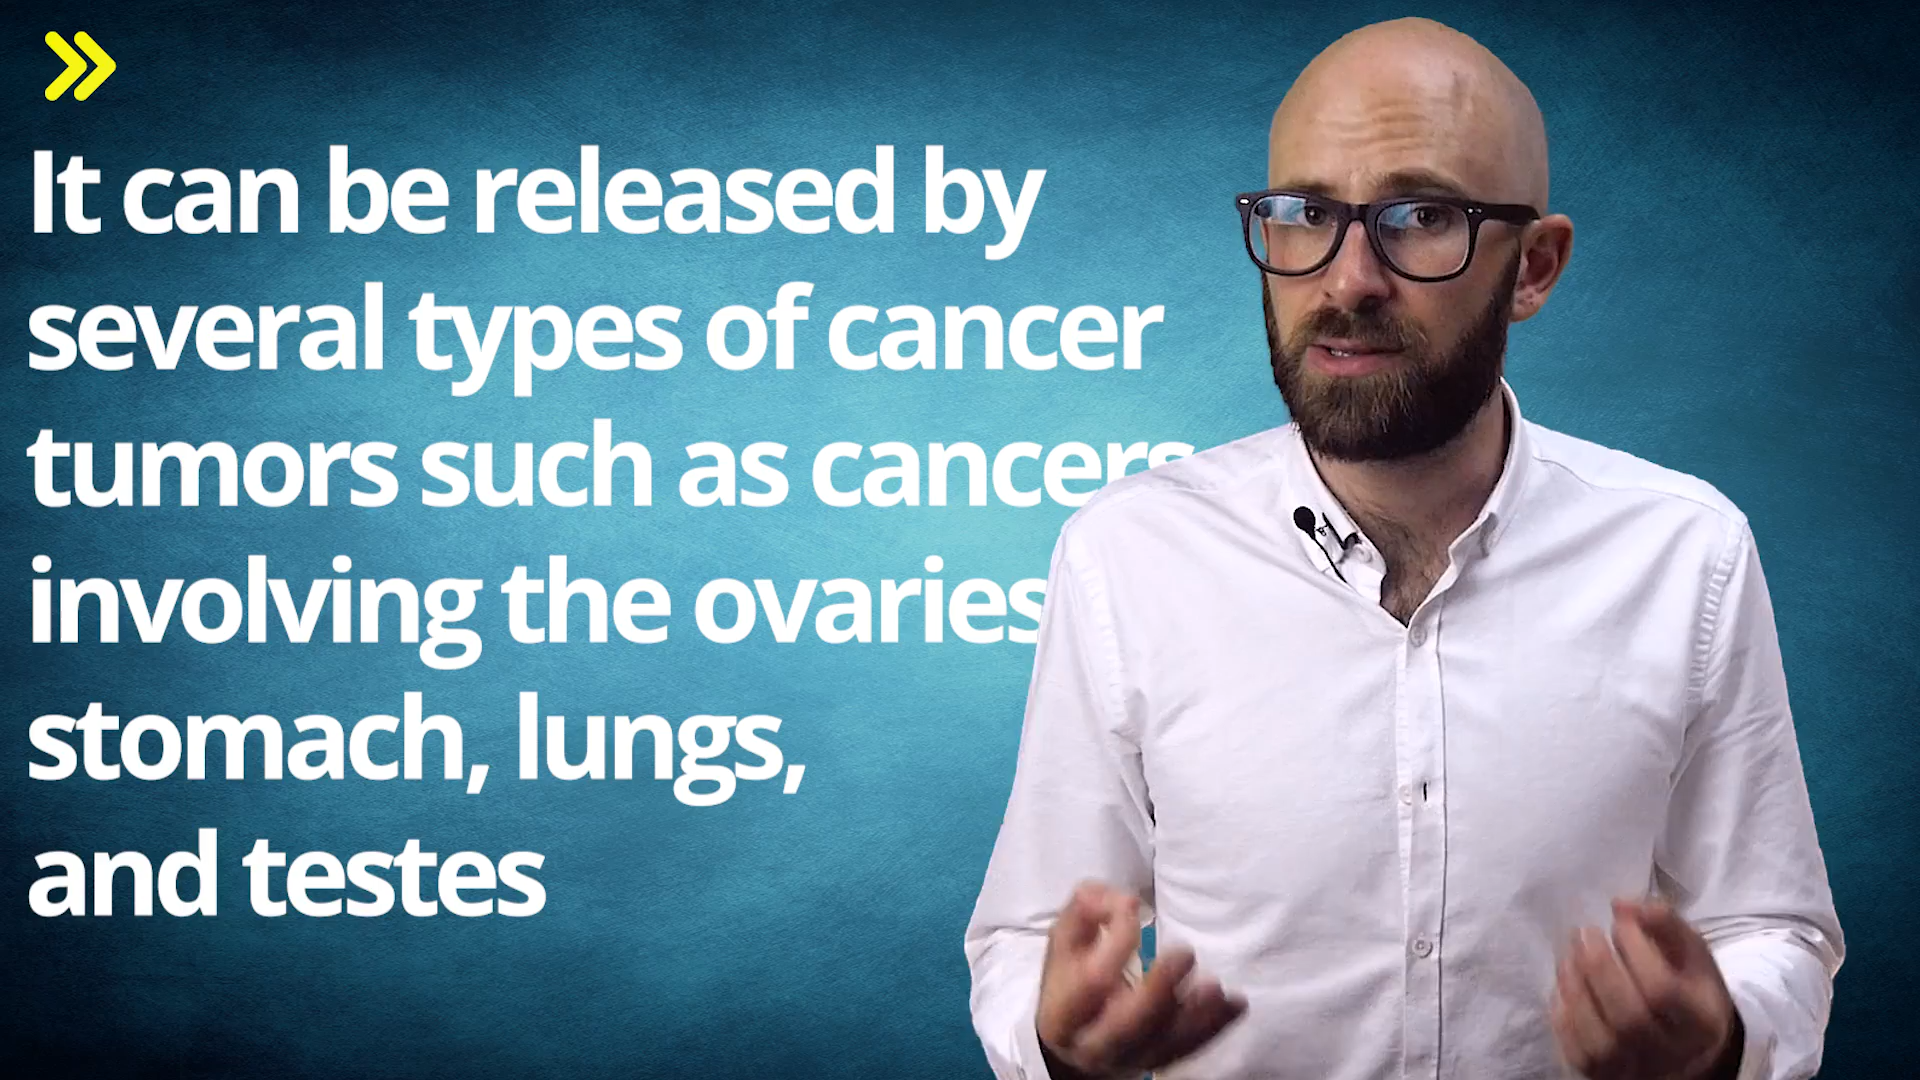 It can be released by
several types of cancer
tumors such as cancers
involving the ovaries
stomach, lungs,
and testes